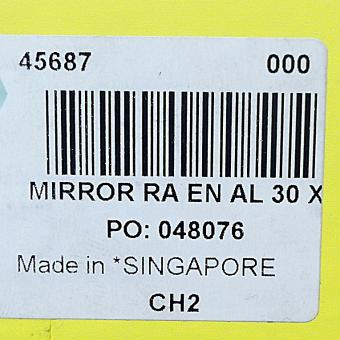 45687 000
MIRROR RA EN AL 30 X
PO: 048076
Made in *SINGAPORE
CH2